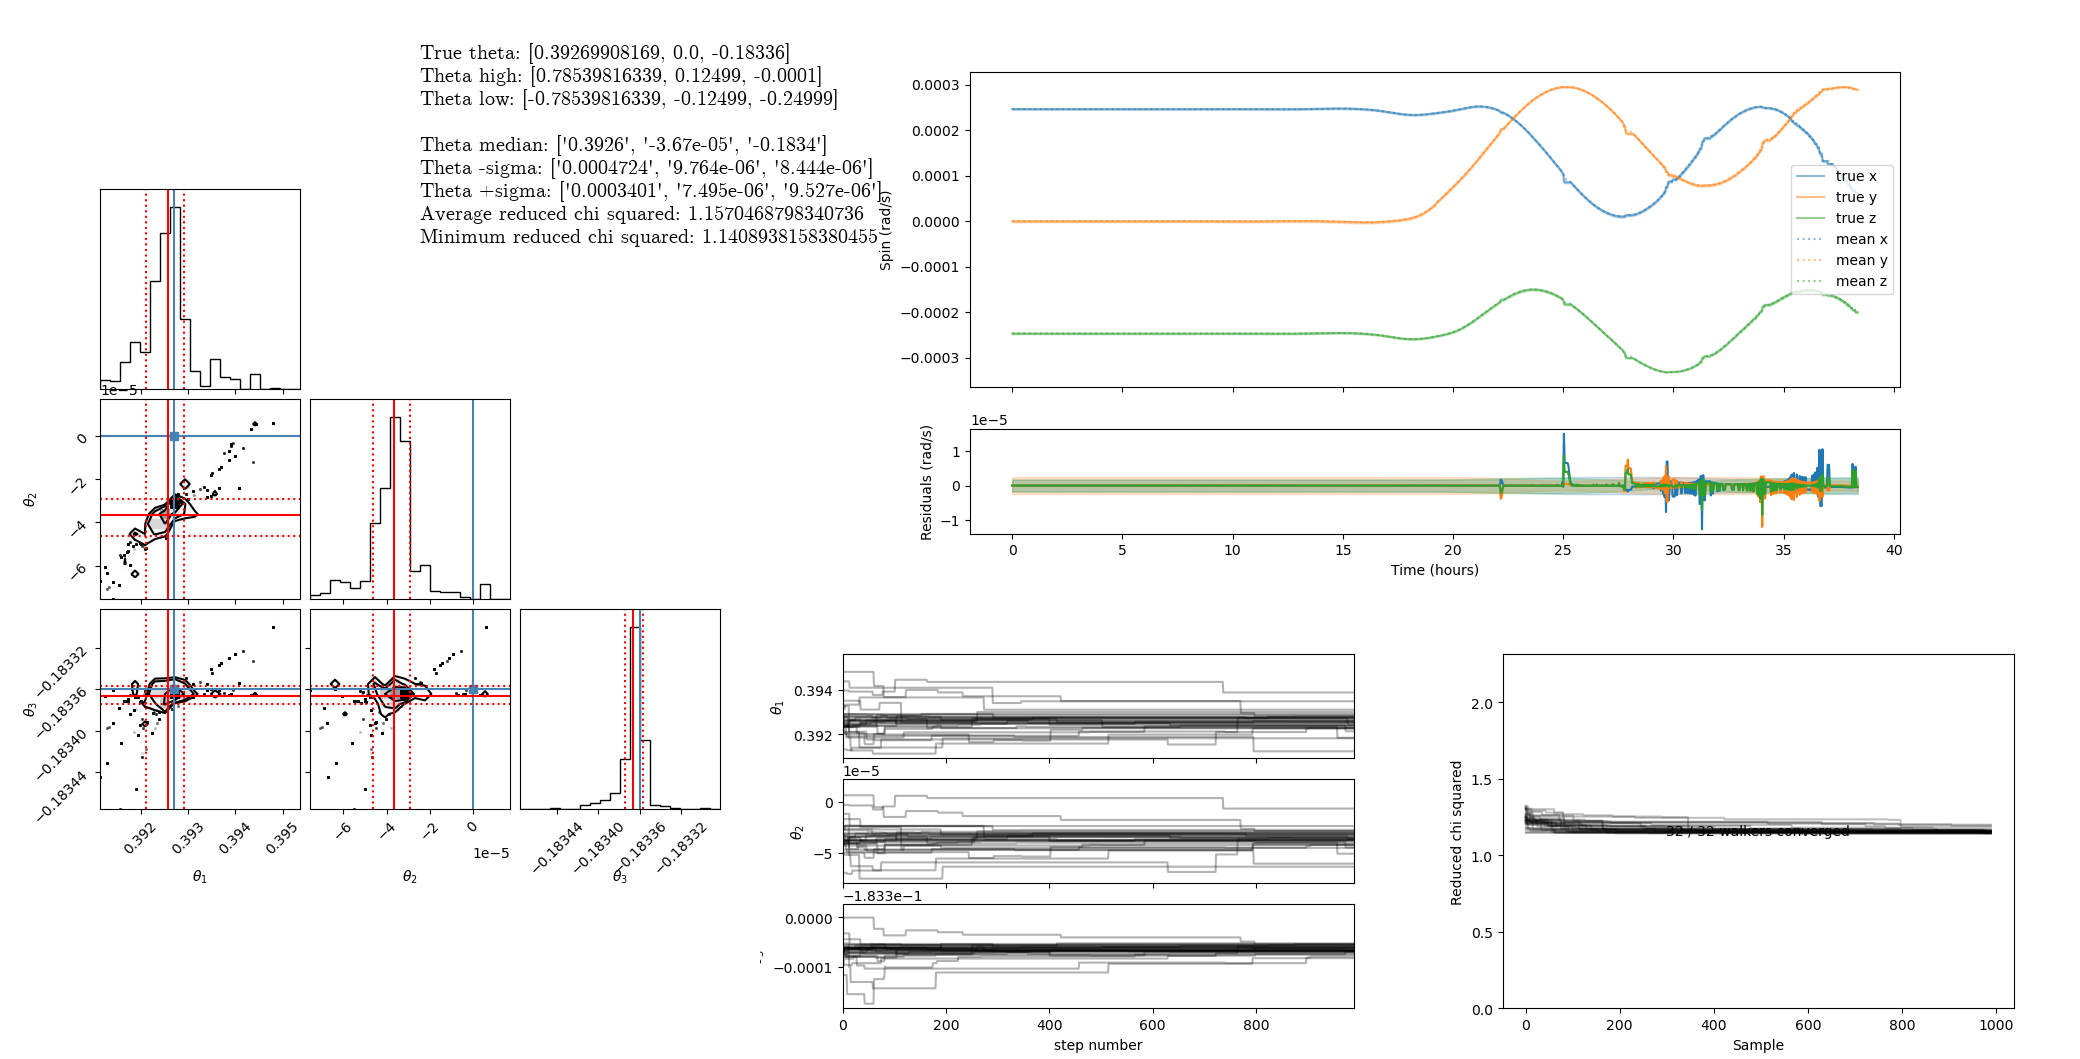 True theta: [0.39269908169, 0.0, -0.18336]
Theta high: [0.78539816339, 0.12499, -0.0001]
Theta low: [-0.78539816339, -0.12499, -0.24999]
Theta median: ['0.3926', '-3.67e-05', '-0.1834']
Theta -sigma: ['0.0004724', '9.764e-06', '8.444e-06']
Theta +sigma: ['0.0003401', '7.495e-06', '9.527e-06']
Average reduced chi squared: 1.1570468798340736
Minimum reduced chi squared: 1.1408938158380455
0.0003
0.0002
0.0001
0.0000
−0.0001
−0.0002
−0.0003
Spin (rad/s)
true x
true y
true z
mean x
mean y
mean z
1e−5
1
0
−1
Residuals (rad/s)
0 5 10 15 20 25 30 35 40
Time (hours)
1e−5
0
−2
−4
−6
θ2
−0.18332
−0.18336
−0.18340
−0.18344
θ3
0.392 0.393 0.394 0.395
θ1
−6 −4 −2 0
1e−5
θ2
−0.18344 −0.18340 −0.18336 −0.18332
θ3
0.394
0.392
θ1
1e−5
0
−5
θ2
−1.833e−1
0.0000
−0.0001
0 200 400 600 800
step number
2.0
1.5
1.0
0.5
0.0
Reduced chi squared
32 / 32 walkers converged
0 200 400 600 800 1000
Sample